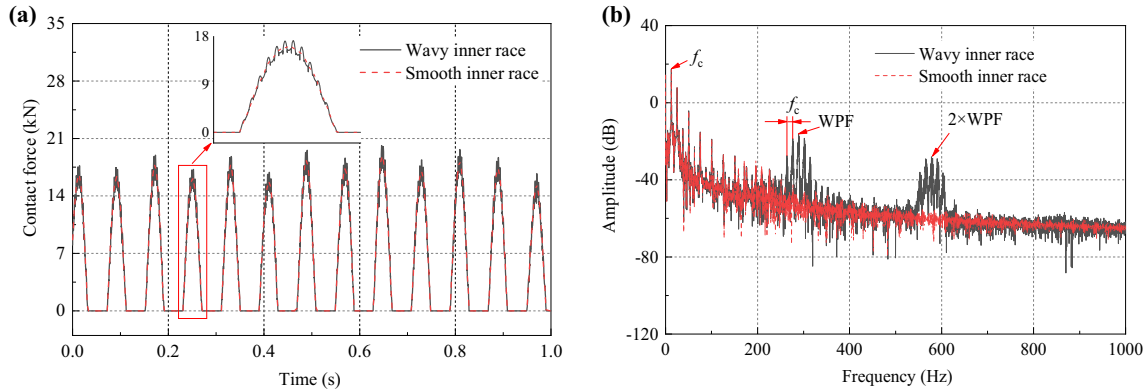 (a)
35
28
21
14
7
0
Contact force (kN)
0.0
0.2
0.4
0.6
0.8
1.0
Time (s)
18
9
0
Wavy inner race
Smooth inner race
(b)
40
0
-40
-80
-120
Amplitude (dB)
0
200
400
600
800
1000
Frequency (Hz)
Wavy inner race
Smooth inner race
fc
fc
WPF
2×WPF